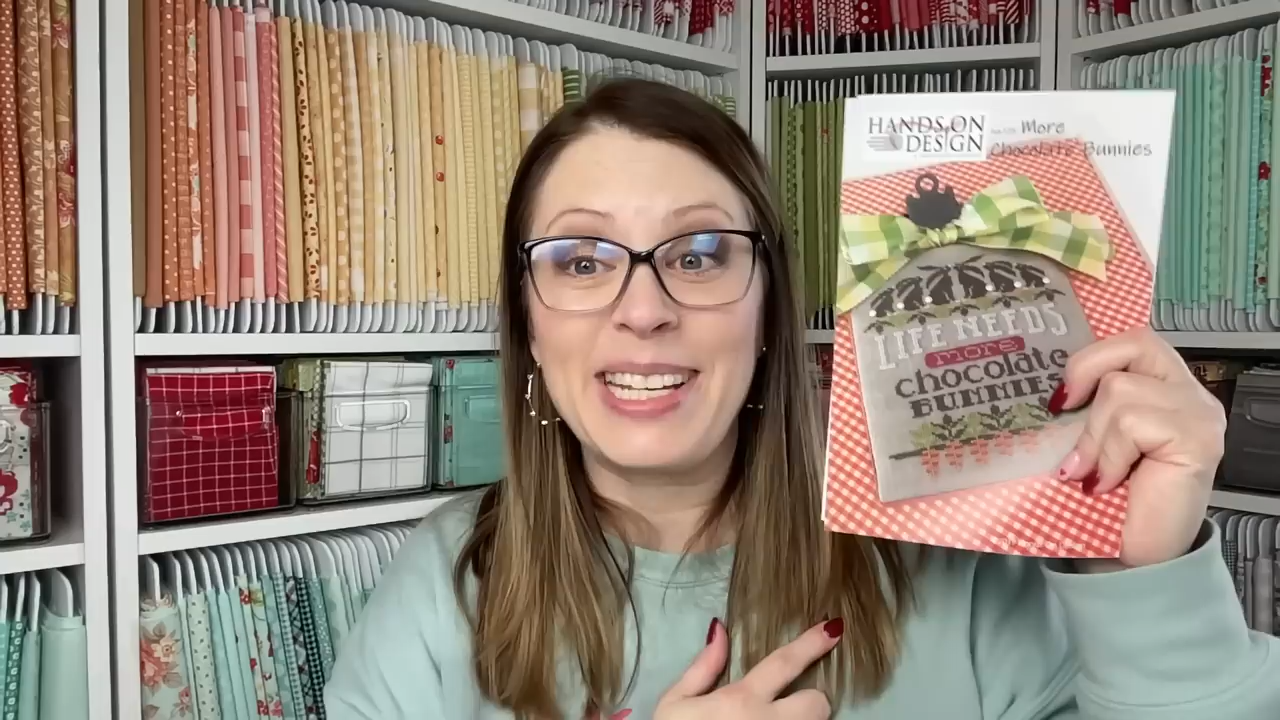 HANDS ON
DESIGN
More
Chocolate Bunnies
LIFE NEEDS
more
chocolate
BUNNIES